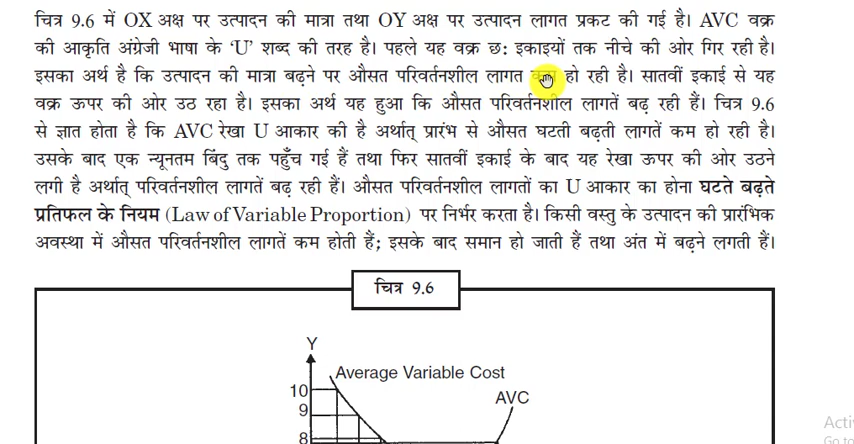 चित्र 9.6 में OX अक्ष पर उत्पादन की मात्रा तथा OY अक्ष पर उत्पादन लागत प्रकट की गई है। AVC वक्र
की आकृति अंग्रेजी भाषा के ‘U’ शब्द की तरह है। पहले यह वक्र छः इकाइयों तक नीचे की ओर गिर रही है।
इसका अर्थ है कि उत्पादन की मात्रा बढ़ने पर औसत परिवर्तनशील लागत कम हो रही है। सातवीं इकाई से यह
वक्र ऊपर की ओर उठ रहा है। इसका अर्थ यह हुआ कि औसत परिवर्तनशील लागतें बढ़ रही हैं। चित्र 9.6
से ज्ञात होता है कि AVC रेखा U आकार की है अर्थात् प्रारंभ से औसत घटती बढ़ती लागतें कम हो रही है।
उसके बाद एक न्यूनतम बिंदु तक पहुँच गई हैं तथा फिर सातवीं इकाई के बाद यह रेखा ऊपर की ओर उठने
लगी है अर्थात् परिवर्तनशील लागतें बढ़ रही हैं। औसत परिवर्तनशील लागतों का U आकार का होना घटते बढ़ते
प्रतिफल के नियम (Law of Variable Proportion) पर निर्भर करता है। किसी वस्तु के उत्पादन की प्रारंभिक
अवस्था में औसत परिवर्तनशील लागतें कम होती हैं; इसके बाद समान हो जाती हैं तथा अंत में बढ़ने लगती हैं।
चित्र 9.6
Y
Average Variable Cost
10
AVC
9
8